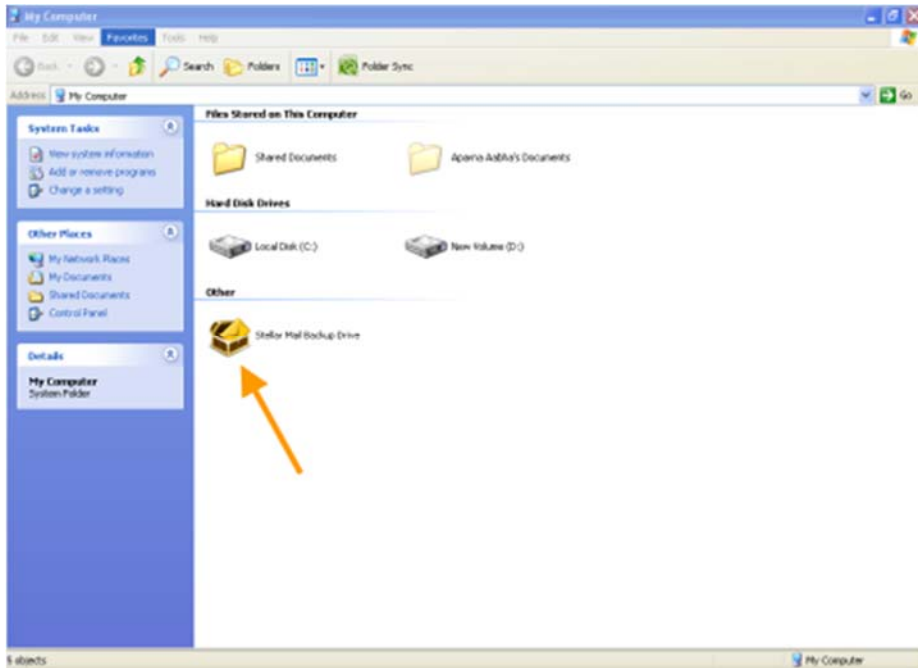 My Computer
File Edit View Favorites Tools Help
Back Search Folders Folder Sync
Address My Computer Go
System Tasks
View system information
Add or remove programs
Change a setting
Other Places
My Network Places
My Documents
Shared Documents
Control Panel
Details
My Computer
System Folder
Files Stored on This Computer
Shared Documents
Aparna Aabha's Documents
Hard Disk Drives
Local Disk (C:)
New Volume (D:)
Other
Stellar Mail Backup Drive
5 objects
My Computer